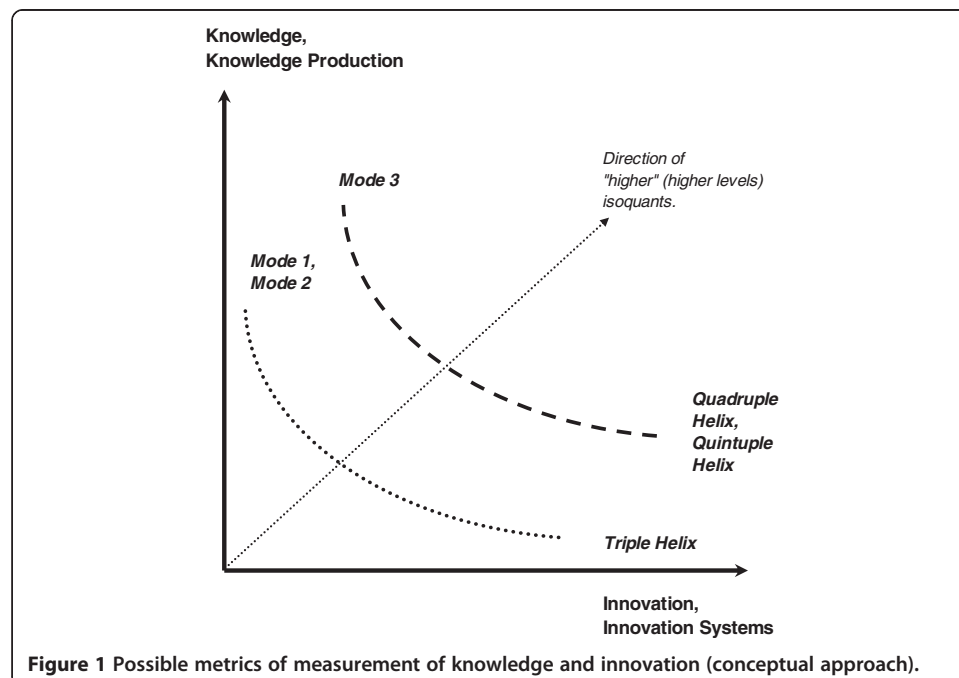 Knowledge,
Knowledge Production
Direction of
"higher" (higher levels)
isoquants.
Mode 3
Mode 1,
Mode 2
Quadruple
Helix,
Quintuple
Helix
Triple Helix
Innovation,
Innovation Systems
Figure 1 Possible metrics of measurement of knowledge and innovation (conceptual approach).